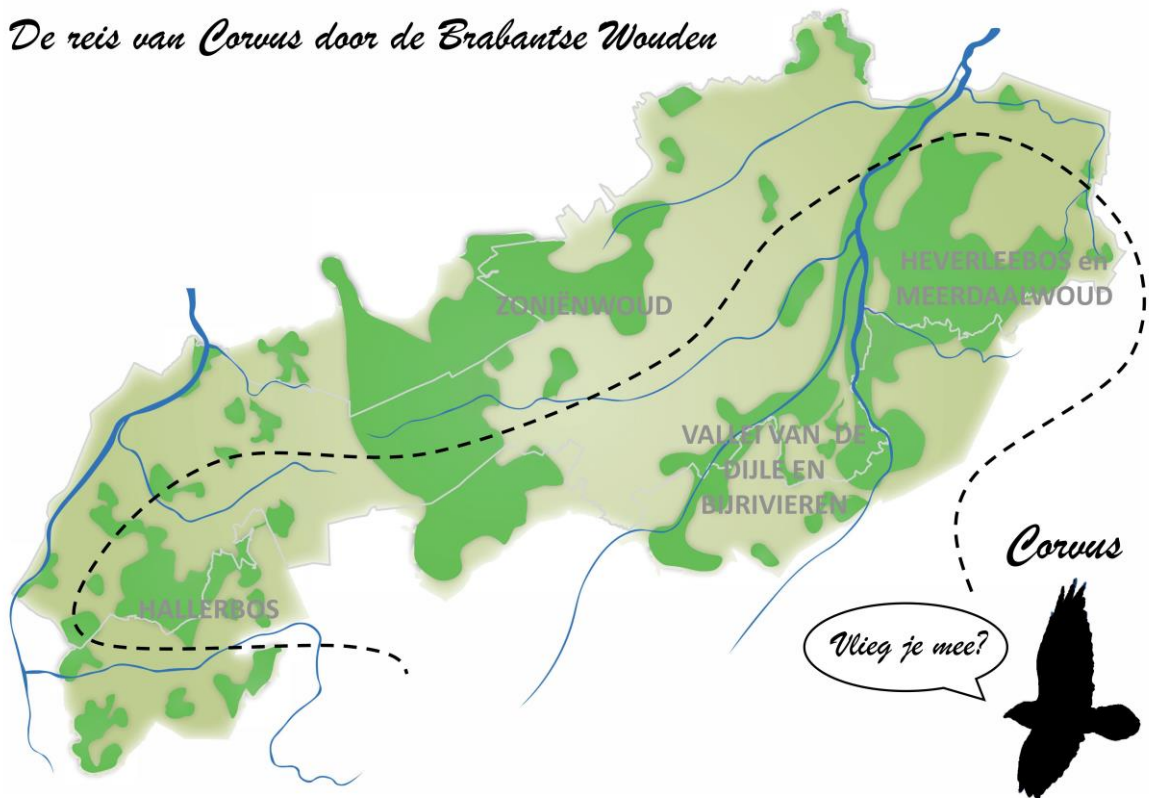 De reis van Corvus door de Brabantse Wouden
ZONIËNWOUD
HEVERLEEBOS en
MEERDAALWOUD
VALLEI VAN DE
DIJLE EN
BIJRIVIEREN
HALLERBOS
Corvus
Vlieg je mee?